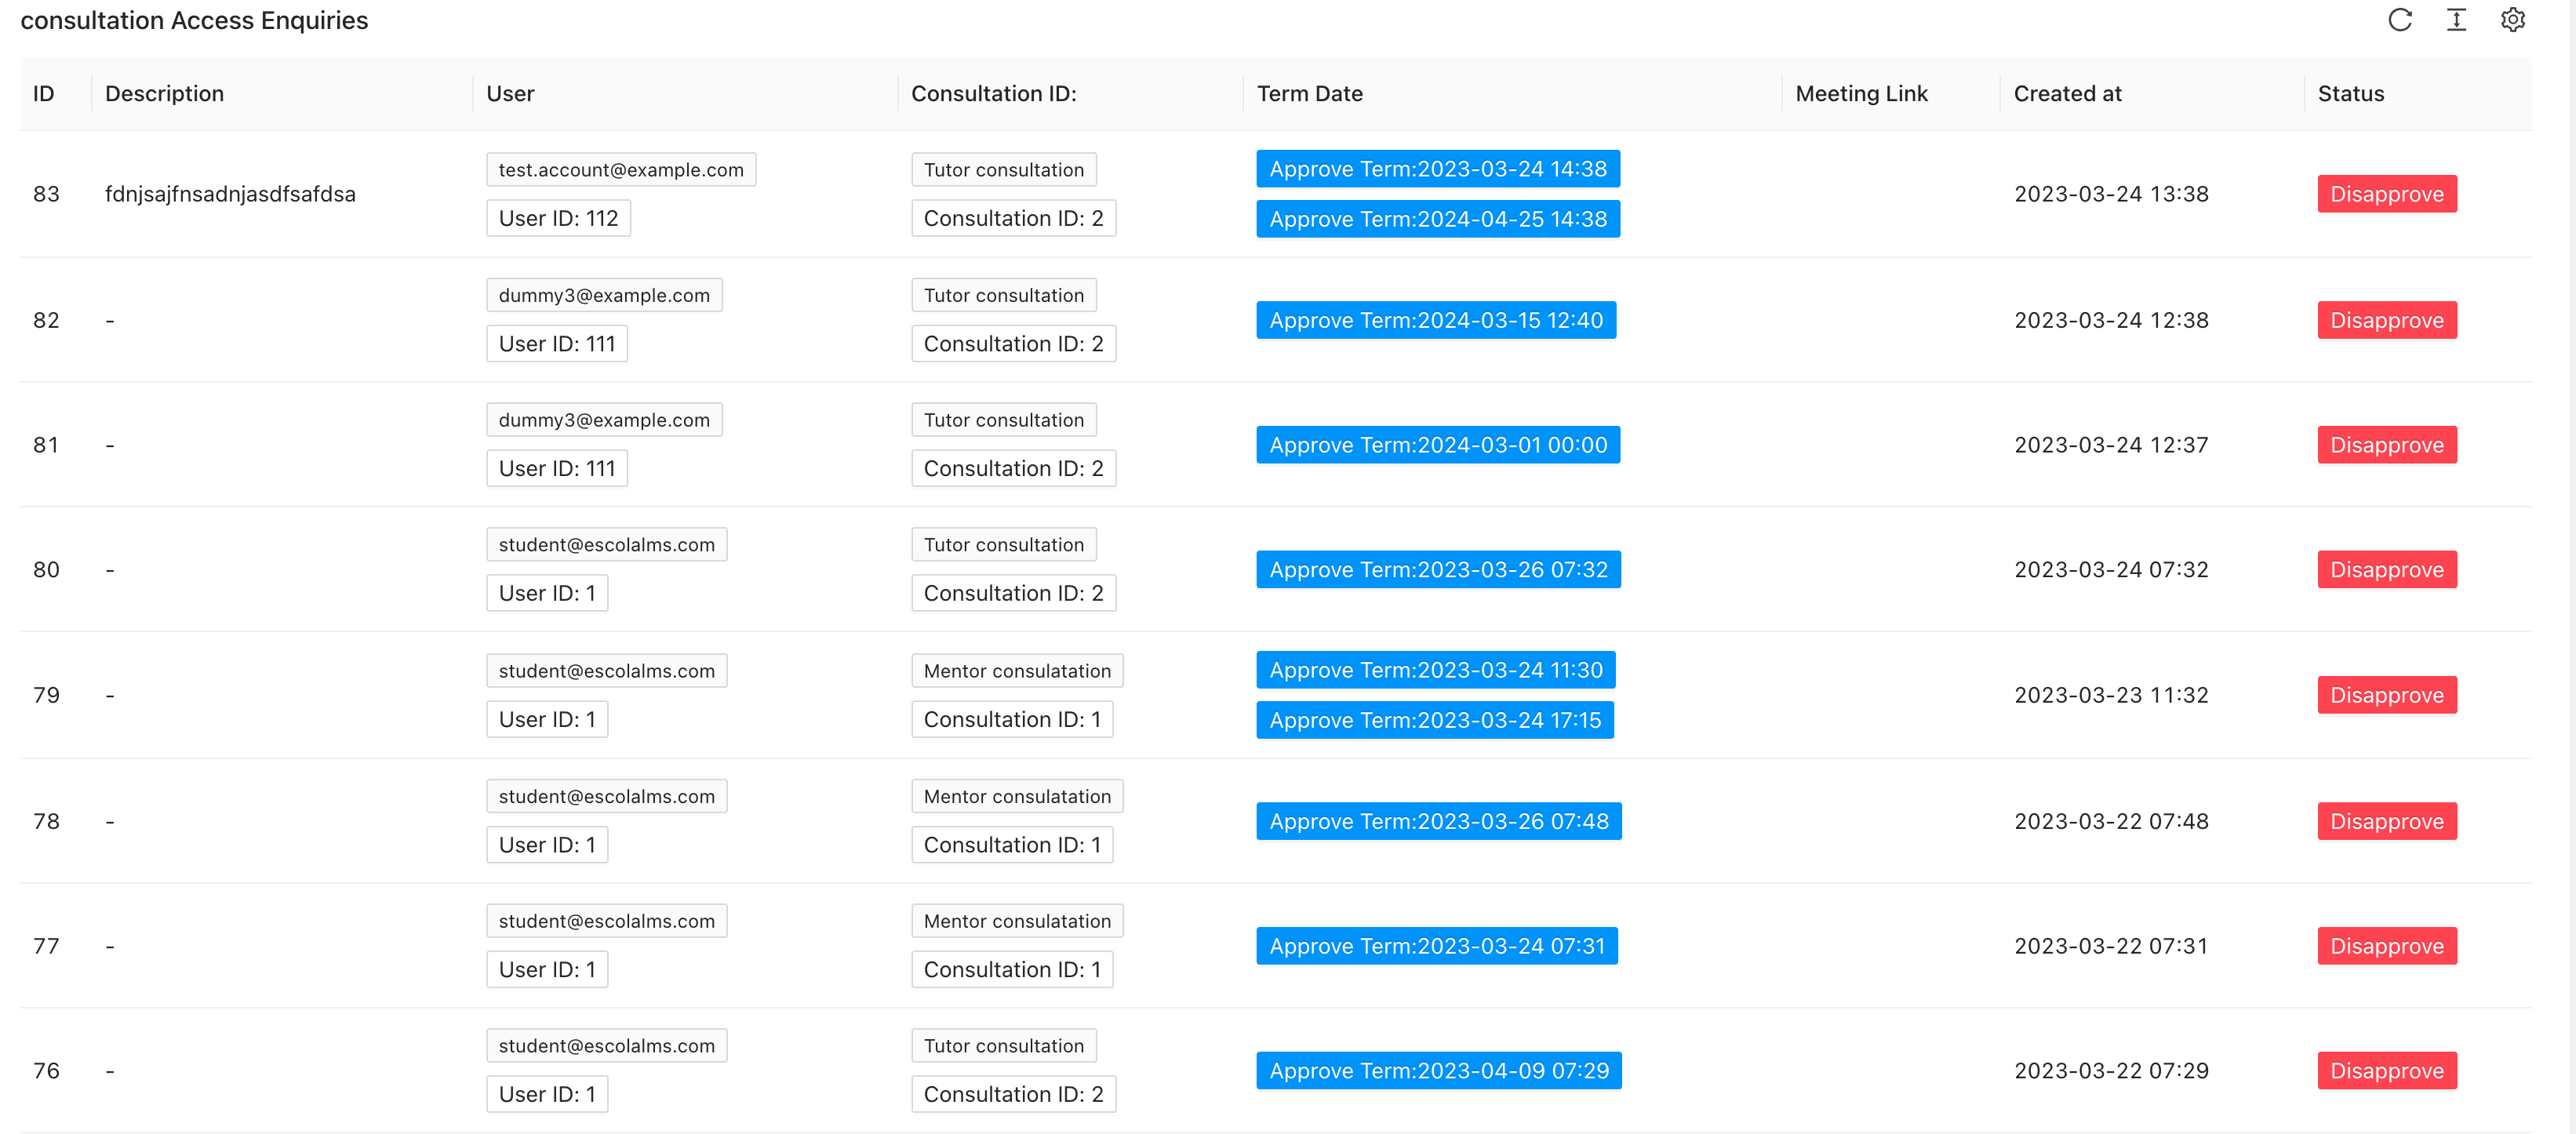 consultation Access Enquiries
ID Description User Consultation ID: Term Date Meeting Link Created at Status
83 fdnjsajfnsadnjasdfsafdsa test.account@example.com User ID: 112 Tutor consultation Consultation ID: 2 Approve Term:2023-03-24 14:38 Approve Term:2024-04-25 14:38 2023-03-24 13:38 Disapprove
82 - dummy3@example.com User ID: 111 Tutor consultation Consultation ID: 2 Approve Term:2024-03-15 12:40 2023-03-24 12:38 Disapprove
81 - dummy3@example.com User ID: 111 Tutor consultation Consultation ID: 2 Approve Term:2024-03-01 00:00 2023-03-24 12:37 Disapprove
80 - student@escolalms.com User ID: 1 Tutor consultation Consultation ID: 2 Approve Term:2023-03-26 07:32 2023-03-24 07:32 Disapprove
79 - student@escolalms.com User ID: 1 Mentor consulatation Consultation ID: 1 Approve Term:2023-03-24 11:30 Approve Term:2023-03-24 17:15 2023-03-23 11:32 Disapprove
78 - student@escolalms.com User ID: 1 Mentor consulatation Consultation ID: 1 Approve Term:2023-03-26 07:48 2023-03-22 07:48 Disapprove
77 - student@escolalms.com User ID: 1 Mentor consulatation Consultation ID: 1 Approve Term:2023-03-24 07:31 2023-03-22 07:31 Disapprove
76 - student@escolalms.com User ID: 1 Tutor consultation Consultation ID: 2 Approve Term:2023-04-09 07:29 2023-03-22 07:29 Disapprove